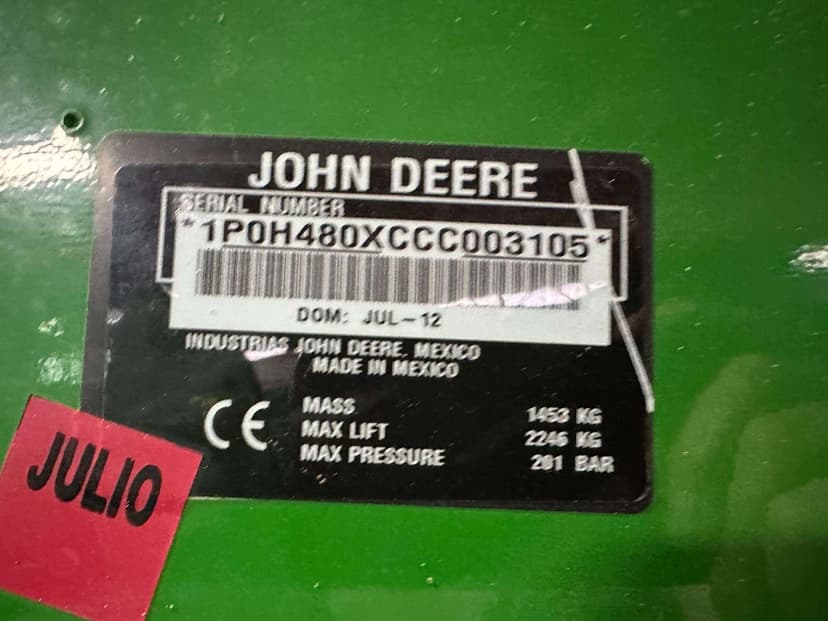 JOHN DEERE
SERIAL NUMBER
*1P0H480XCCC003105*
DOM: JUL-12
INDUSTRIAS JOHN DEERE, MEXICO
MADE IN MEXICO
CE
MASS 1453 KG
MAX LIFT 2246 KG
MAX PRESSURE 201 BAR
JULIO